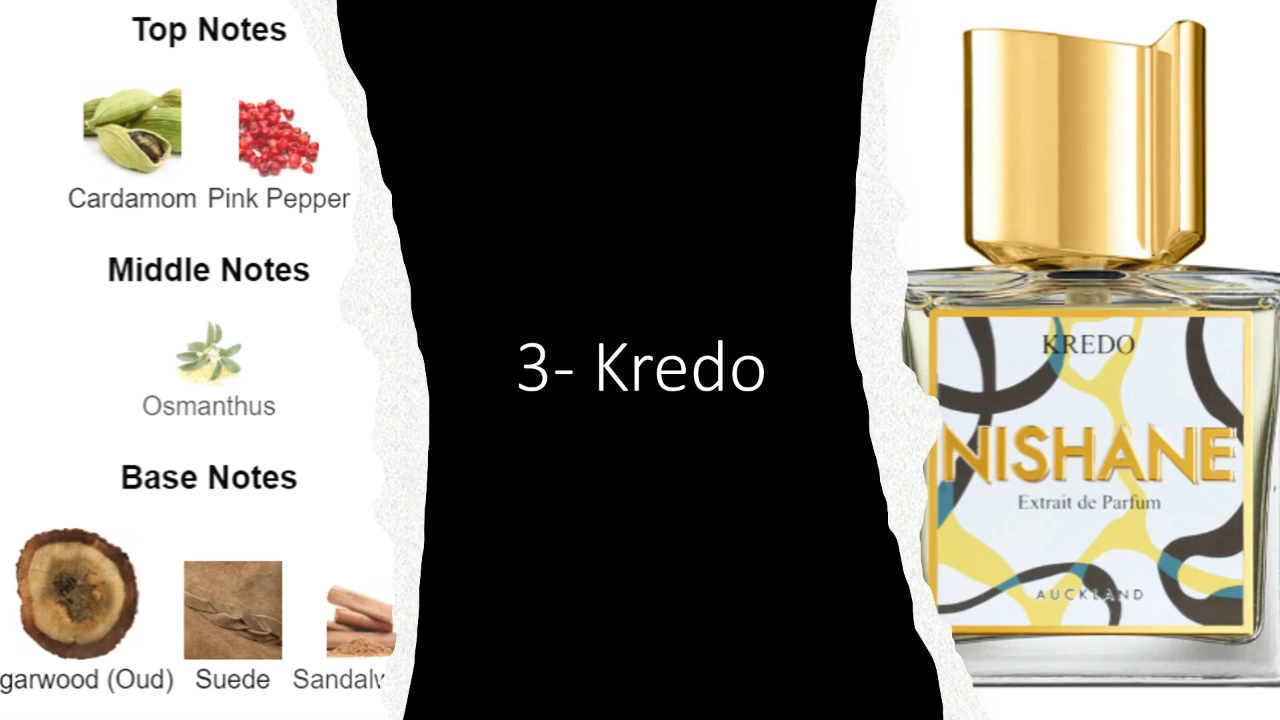 Top Notes
Cardamom Pink Pepper
Middle Notes
Osmanthus
Base Notes
garwood (Oud) Suede Sandalw
3- Kredo
KREDO
NISHANE
Extrait de Parfum
AUCKLAND